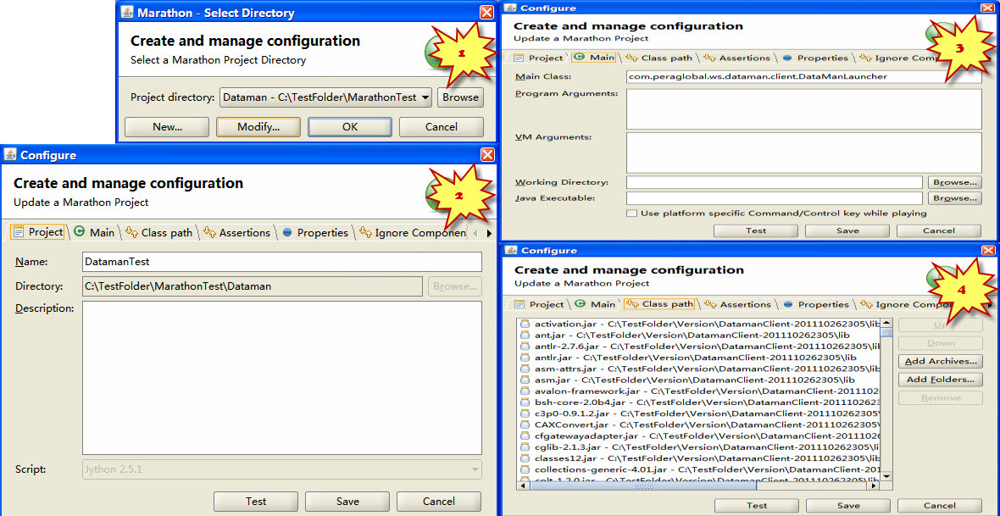 Marathon - Select Directory
Create and manage configuration
Select a Marathon Project Directory
1
Project directory: Dataman - C:\TestFolder\MarathonTest Browse
New... Modify... OK Cancel
Configure
Create and manage configuration
Update a Marathon Project
2
Project Main Class path Assertions Properties Ignore Componen
Name: DatamanTest
Directory: C:\TestFolder\MarathonTest\Dataman Browse...
Description:
Script: Jython 2.5.1
Test Save Cancel
Configure
Create and manage configuration
Update a Marathon Project
3
Project Main Class path Assertions Properties Ignore Comp
Main Class: com.peraglobal.ws.dataman.client.DataManLauncher
Program Arguments:
VM Arguments:
Working Directory: Browse...
Java Executable: Browse...
Use platform specific Command/Control key while playing
Test Save Cancel
Configure
Create and manage configuration
Update a Marathon Project
4
Project Main Class path Assertions Properties Ignore Compo
activation.jar - C:\TestFolder\Version\DatamanClient-201110262305\lib
ant.jar - C:\TestFolder\Version\DatamanClient-201110262305\lib
antlr-2.7.6.jar - C:\TestFolder\Version\DatamanClient-201110262305\lib
antlr.jar - C:\TestFolder\Version\DatamanClient-201110262305\lib
asm-attrs.jar - C:\TestFolder\Version\DatamanClient-201110262305\lib
asm.jar - C:\TestFolder\Version\DatamanClient-201110262305\lib
avalon-framework.jar - C:\TestFolder\Version\DatamanClient-2011102
bsh-core-2.0b4.jar - C:\TestFolder\Version\DatamanClient-201110262
c3p0-0.9.1.2.jar - C:\TestFolder\Version\DatamanClient-201110262305
CAXConvert.jar - C:\TestFolder\Version\DatamanClient-201110262305\
cfgatewayadapter.jar - C:\TestFolder\Version\DatamanClient-20111026
cglib-2.1.3.jar - C:\TestFolder\Version\DatamanClient-201110262305\l
classes12.jar - C:\TestFolder\Version\DatamanClient-201110262305\li
collections-generic-4.01.jar - C:\TestFolder\Version\DatamanClient-201
colt-1.2.0.jar - C:\TestFolder\Version\DatamanClient-201110262305\lib
Up
Down
Add Archives...
Add Folders...
Remove
Test Save Cancel